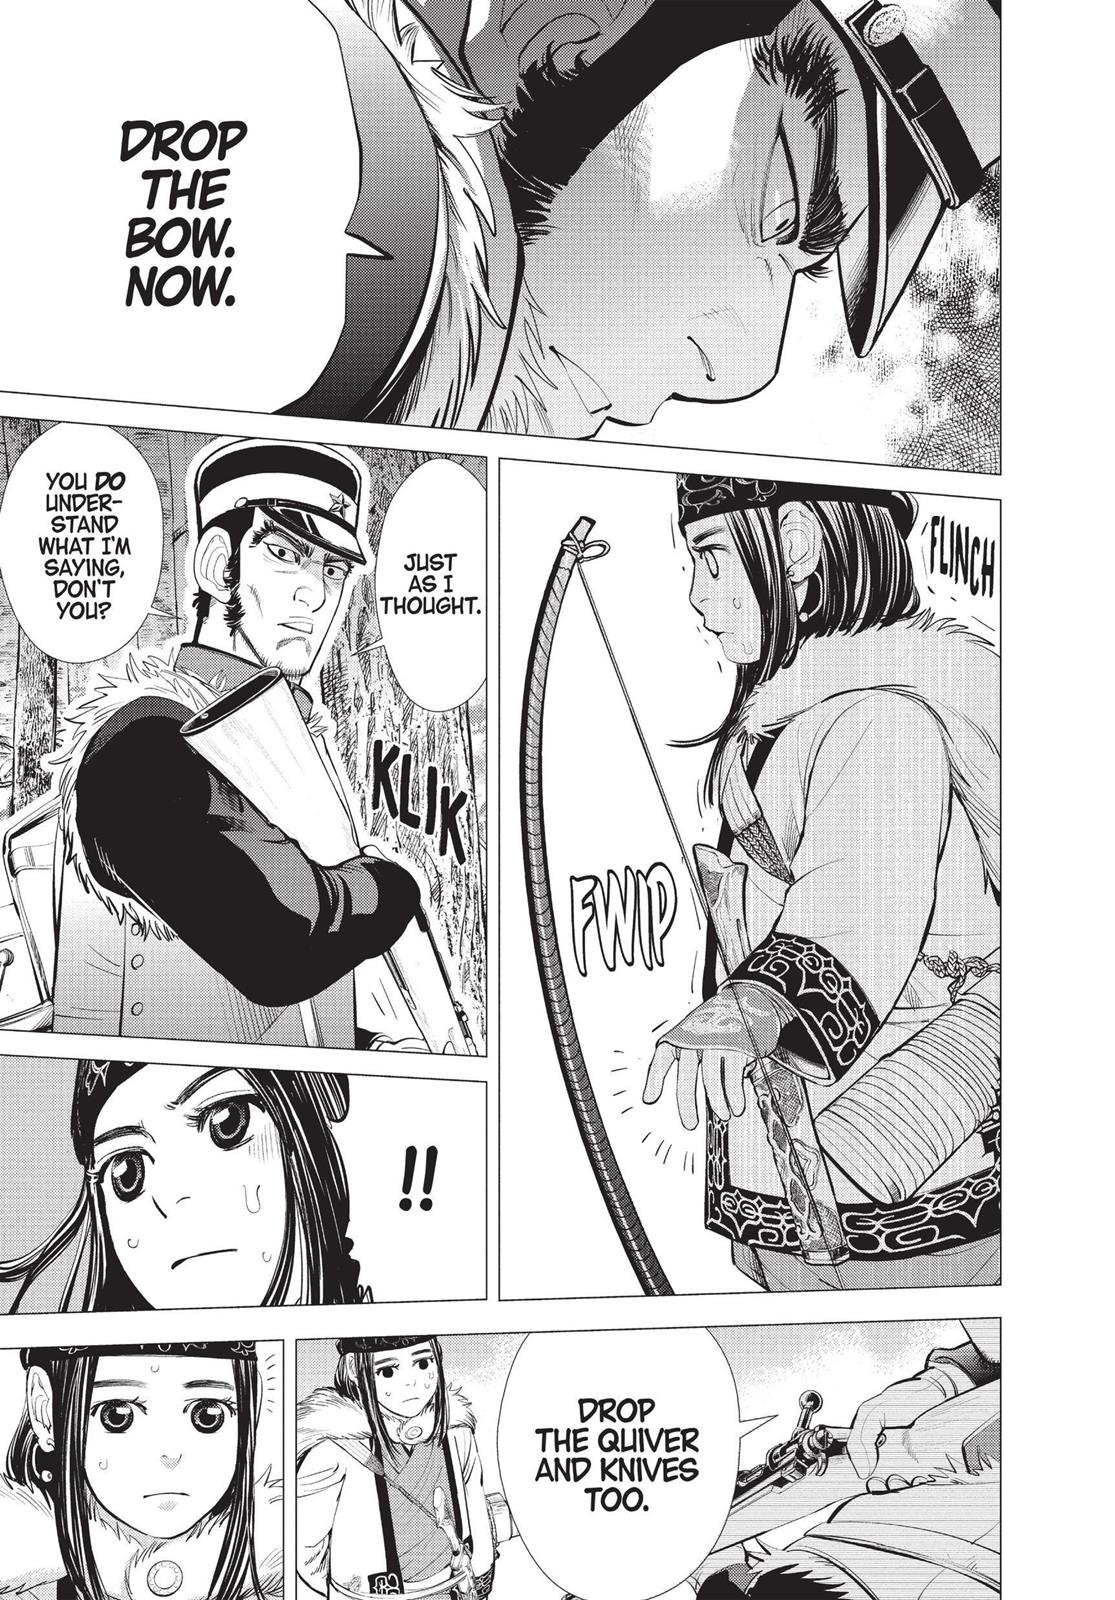 DROP
THE
BOW.
NOW.
FLINCH
FWIP
JUST
AS I
THOUGHT.
YOU DO
UNDER-
STAND
WHAT I'M
SAYING,
DON'T
YOU?
KLIK
!!
DROP
THE QUIVER
AND KNIVES
TOO.